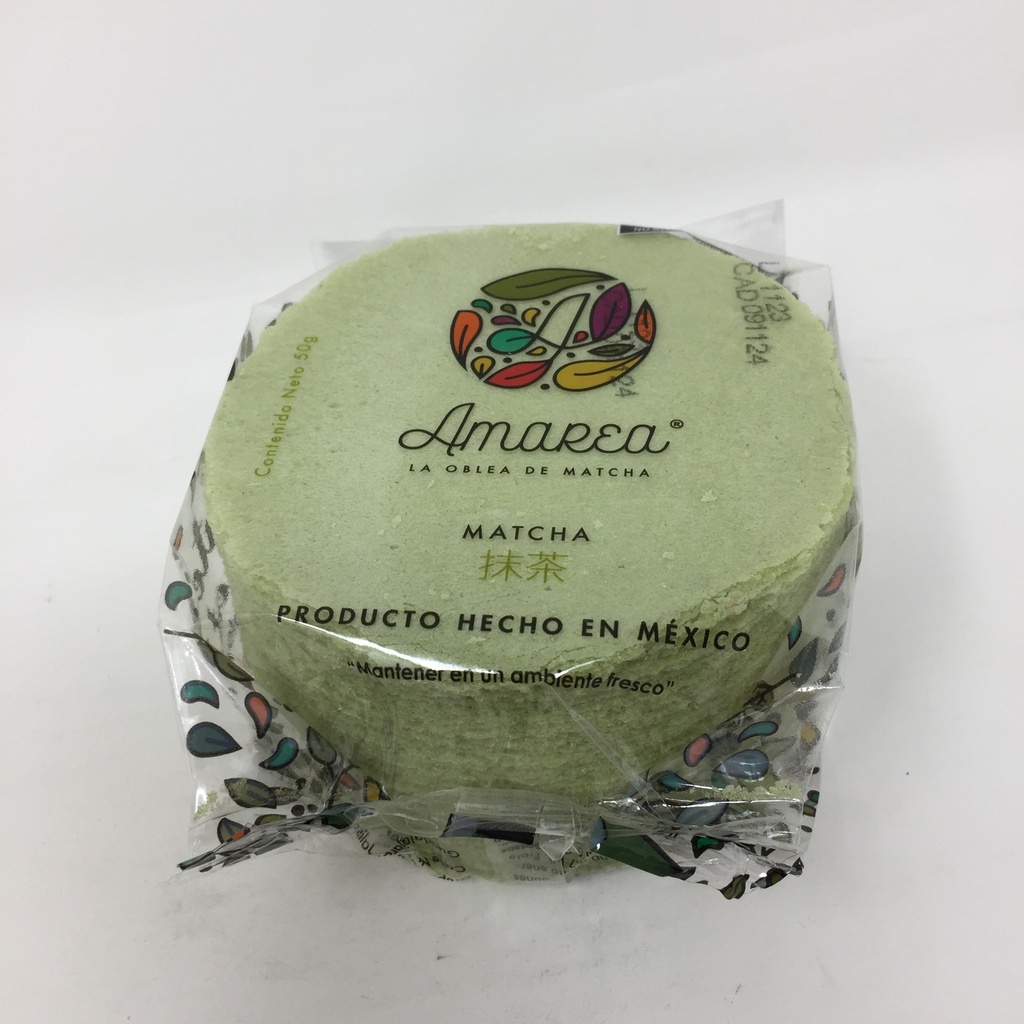 Contenido Neto 50g
CAD091124
A
Amarea®
LA OBLEA DE MATCHA
MATCHA
抹茶
PRODUCTO HECHO EN MÉXICO
"Mantener en un ambiente fresco"